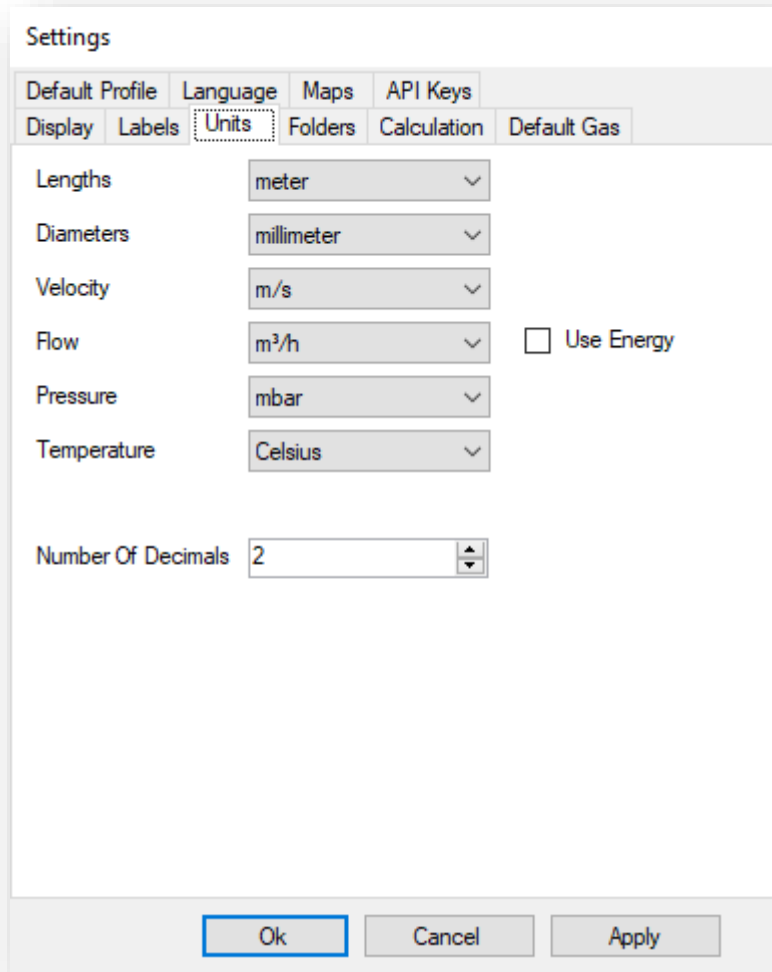 Settings
Default Profile Language Maps API Keys
Display Labels Units Folders Calculation Default Gas
Lengths meter
Diameters millimeter
Velocity m/s
Flow m³/h Use Energy
Pressure mbar
Temperature Celsius
Number Of Decimals 2
Ok Cancel Apply